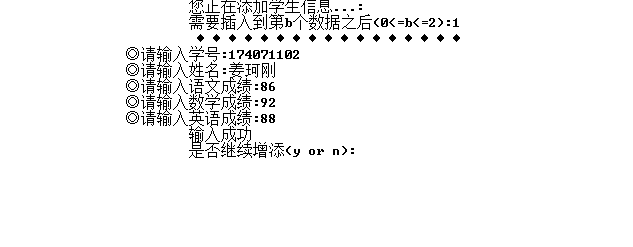 您正在添加学生信息...:
需要插入到第b个数据之后(0<=b<=2):1
◆ ◆ ◆ ◆ ◆ ◆ ◆ ◆ ◆ ◆ ◆ ◆ ◆ ◆ ◆ ◆ ◆
◎请输入学号:174071102
◎请输入姓名:姜珂刚
◎请输入语文成绩:86
◎请输入数学成绩:92
◎请输入英语成绩:88
输入成功
是否继续增添(y or n):